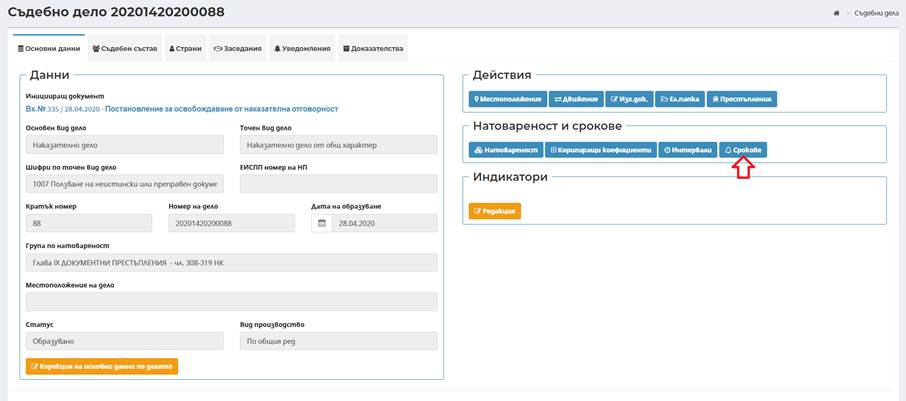 Съдебно дело 20201420200088
Съдебни дела
Основни данни
Съдебен състав
Страни
Заседания
Уведомления
Доказателства
Данни
Иницииращ документ
Вх.№ 335 / 28.04.2020 - Постановление за освобождаване от наказателна отговорност
Основен вид дело
Точен вид дело
Наказателно дело
Наказателно дело от общ характер
Шифри по точен вид дело
ЕИСПП номер на НП
1007 Ползване на неистински или преправен докуме
Кратък номер
Номер на дело
Дата на образуване
88
20201420200088
28.04.2020
Група по натовареност
Глава IX ДОКУМЕНТНИ ПРЕСТЪПЛЕНИЯ - чл. 308-319 НК
Местоположение на дело
Статус
Вид производство
Образувано
По общия ред
Корекция на основни данни по делото
Действия
Местоположение
Движение
Изх.док.
Ел.папка
Престъпления
Натовареност и срокове
Натовареност
Коригиращи коефициенти
Интервали
Срокове
Индикатори
Редакция